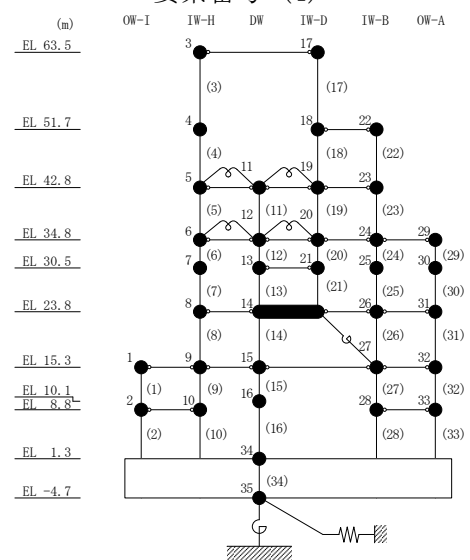 要素番号
(m) OW-I IW-H DW IW-D IW-B OW-A
EL 63.5 3 17
(3) (17)
EL 51.7 4 18 22
(4) (18) (22)
EL 42.8 5 11 19 23
(5) (11) (19) (23)
EL 34.8 6 12 20 24 29
(6) (12) (20) (24) (29)
EL 30.5 7 13 21 25 30
(7) (13) (21) (25) (30)
EL 23.8 8 14 26 31
(8) (14) (26) (31)
27
EL 15.3 1 9 15 32
(1) (9) (15) (27) (32)
EL 10.1 16
EL 8.8 2 10 28 33
(2) (10) (16) (28) (33)
EL 1.3 34
(34)
EL -4.7 35